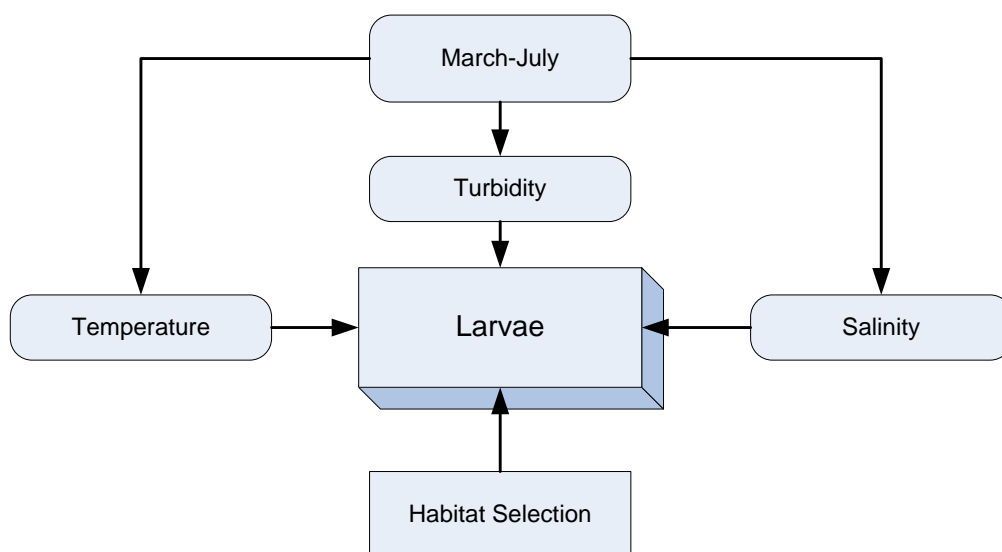 March-July
Turbidity
Temperature
Larvae
Salinity
Habitat Selection